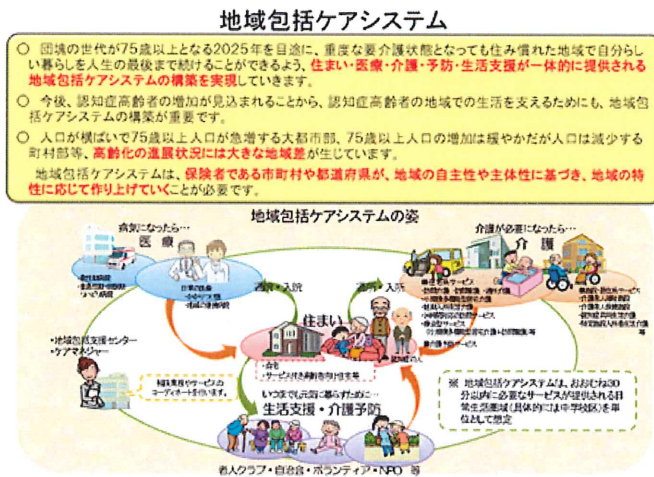 地域包括ケアシステム
○ 団塊の世代が75歳以上となる2025年を目途に、重度な要介護状態となっても住み慣れた地域で自分らし
い暮らしを人生の最後まで続けることができるよう、住まい・医療・介護・予防・生活支援が一体的に提供される
地域包括ケアシステムの構築を実現していきます。
○ 今後、認知症高齢者の増加が見込まれることから、認知症高齢者の地域での生活を支えるためにも、地域包
括ケアシステムの構築が重要です。
○ 人口が横ばいで75歳以上人口が急増する大都市部、75歳以上人口の増加は緩やかだが人口は減少する
町村部等、高齢化の進展状況には大きな地域差が生じています。
地域包括ケアシステムは、保険者である市町村や都道府県が、地域の自主性や主体性に基づき、地域の特
性に応じて作り上げていくことが必要です。
地域包括ケアシステムの姿
病気になったら…
医療
介護が必要になったら…
介護
通院・入院
通所・入所
住まい
・自宅
・サービス付き高齢者向け住宅等
・地域包括支援センター
・ケアマネジャー
相談業務やサービスの
コーディネートを行います。
いつまでも元気に暮らすために…
生活支援・介護予防
※ 地域包括ケアシステムは、おおむね30
分以内に必要なサービスが提供される日
常生活圏域(具体的には中学校区)を単
位として想定
老人クラブ・自治会・ボランティア・NPO 等